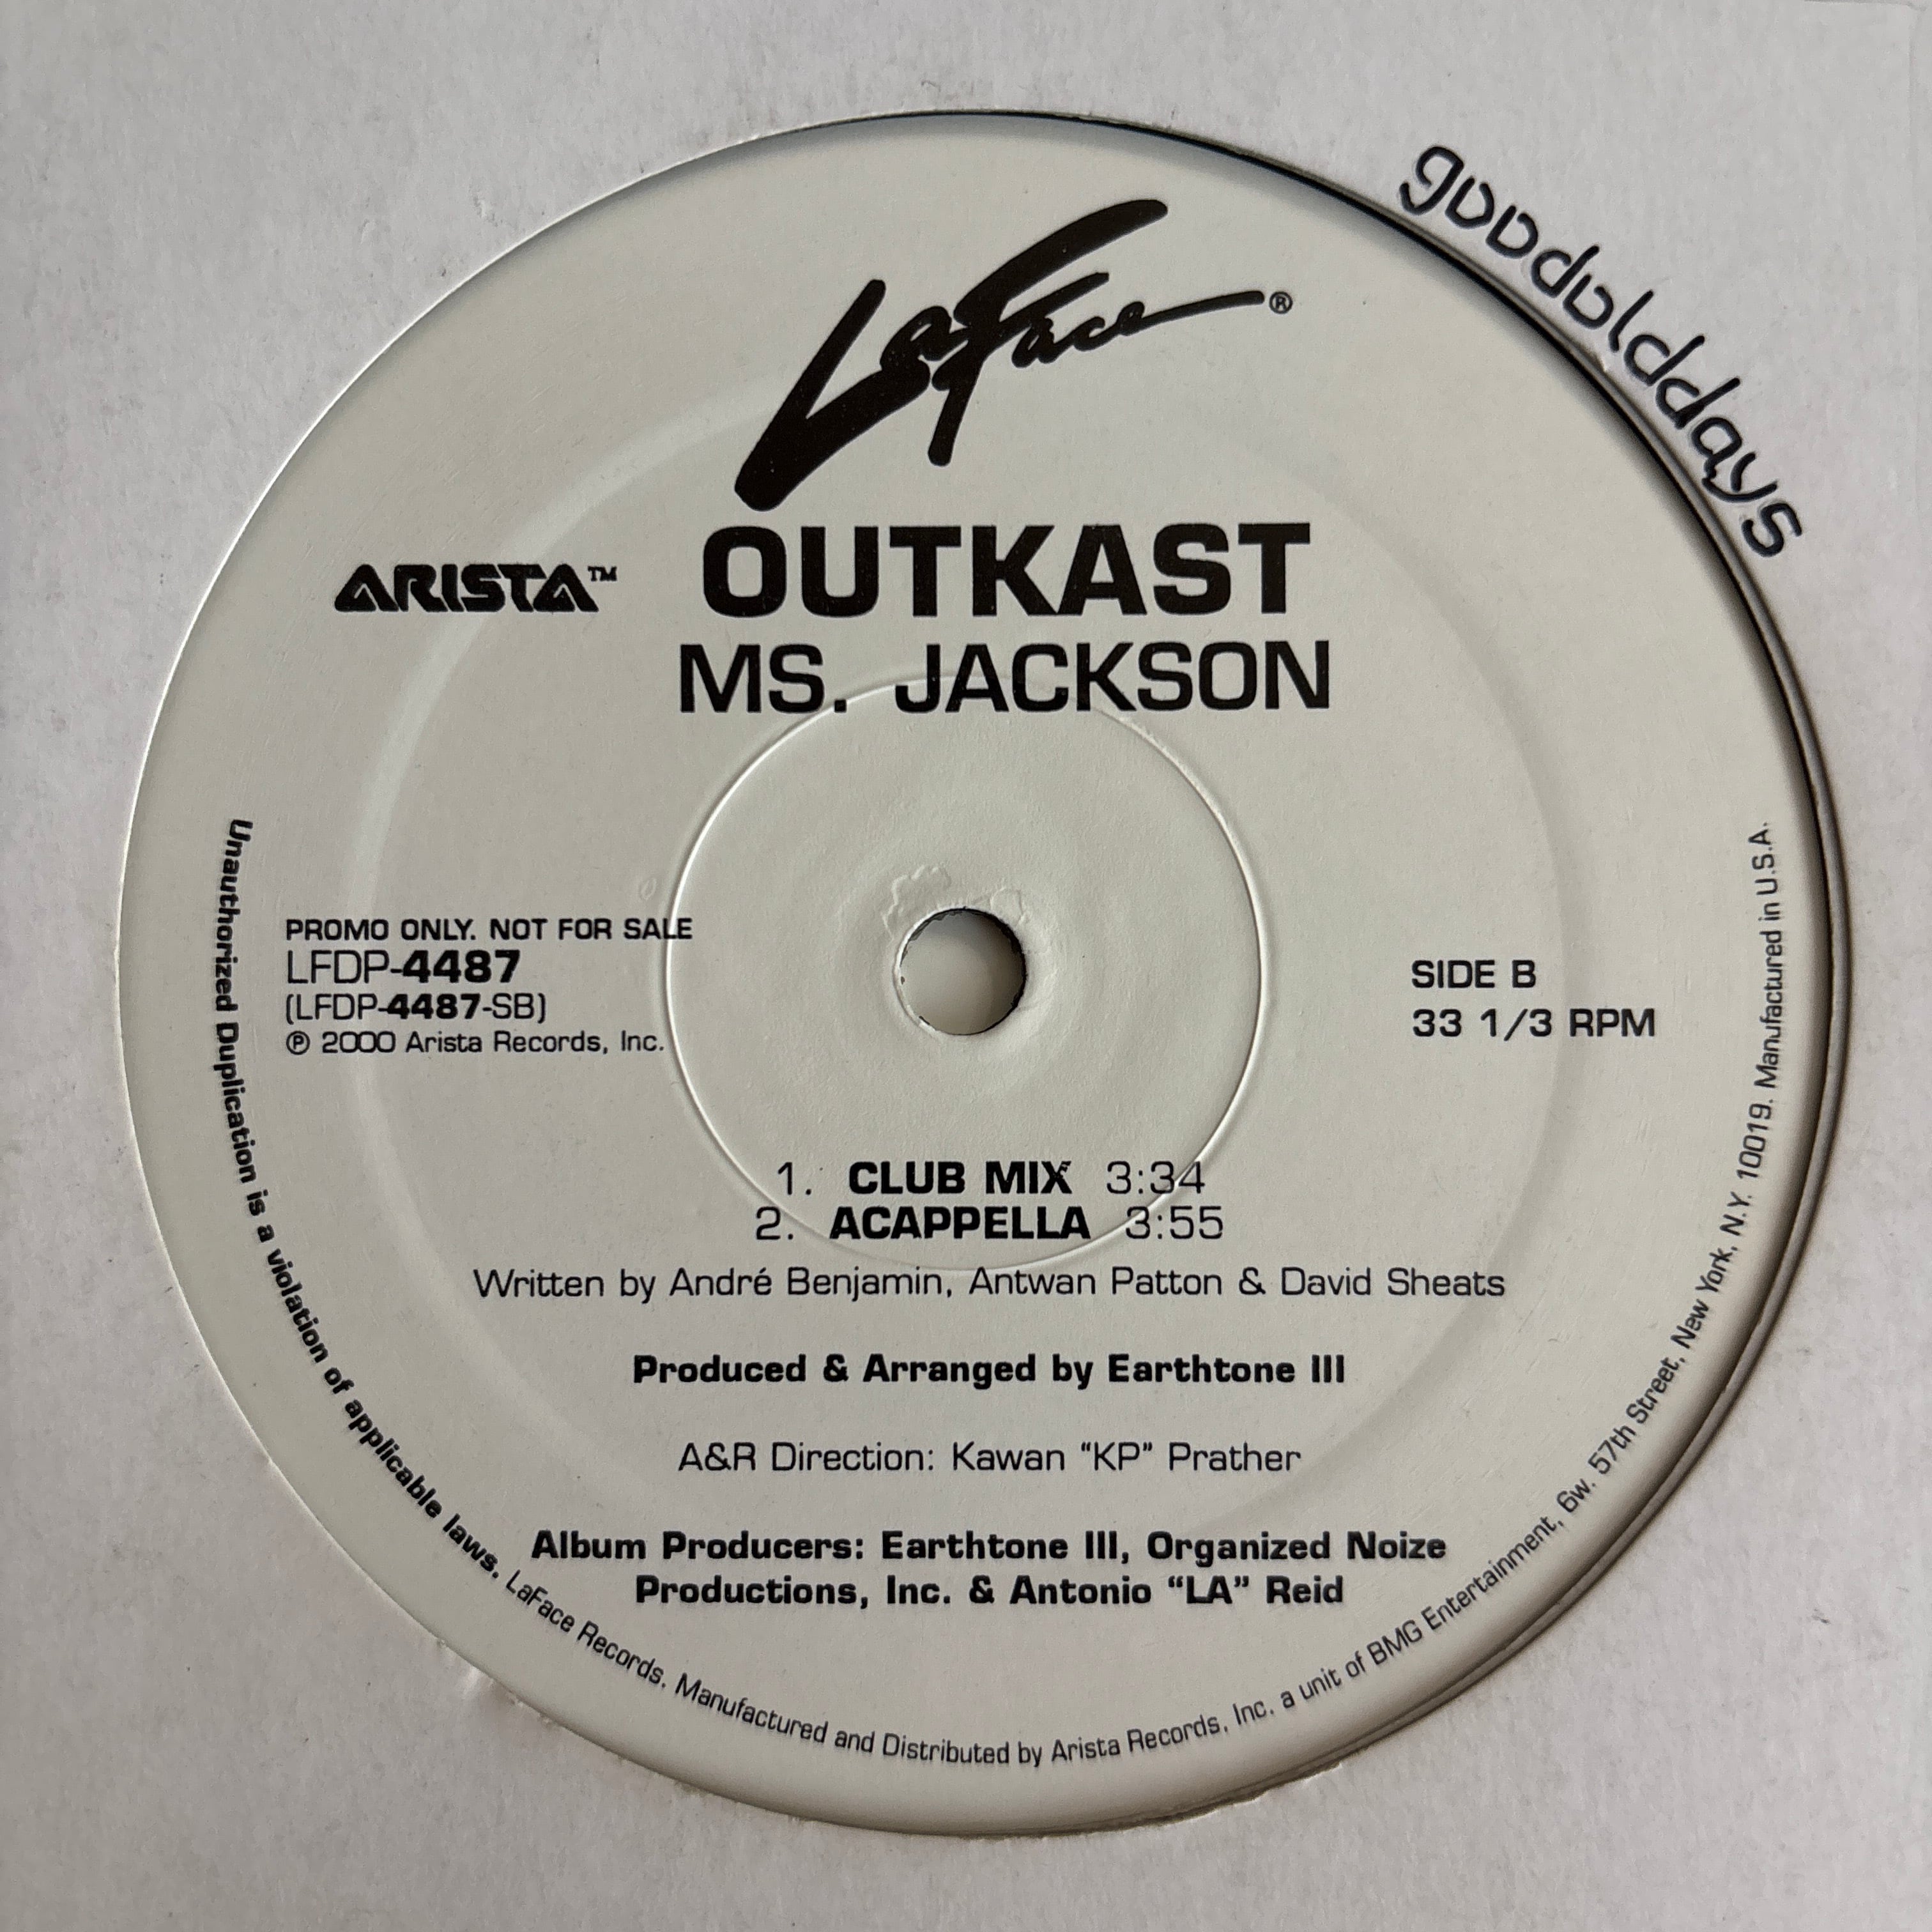 gooddolddays
LaFace®
ARISTA™
OUTKAST
MS. JACKSON
PROMO ONLY. NOT FOR SALE
LFDP-4487
(LFDP-4487-SB)
℗ 2000 Arista Records, Inc.
SIDE B
33 1/3 RPM
1. CLUB MIX 3:34
2. ACAPPELLA 3:55
Written by André Benjamin, Antwan Patton & David Sheats
Produced & Arranged by Earthtone III
A&R Direction: Kawan “KP” Prather
Album Producers: Earthtone III, Organized Noize
Productions, Inc. & Antonio “LA” Reid
Unauthorized Duplication is a violation of applicable laws. LaFace Records. Manufactured and Distributed by Arista Records, Inc. a unit of BMG Entertainment, 6w. 57th Street, New York, N.Y. 10019. Manufactured in U.S.A.